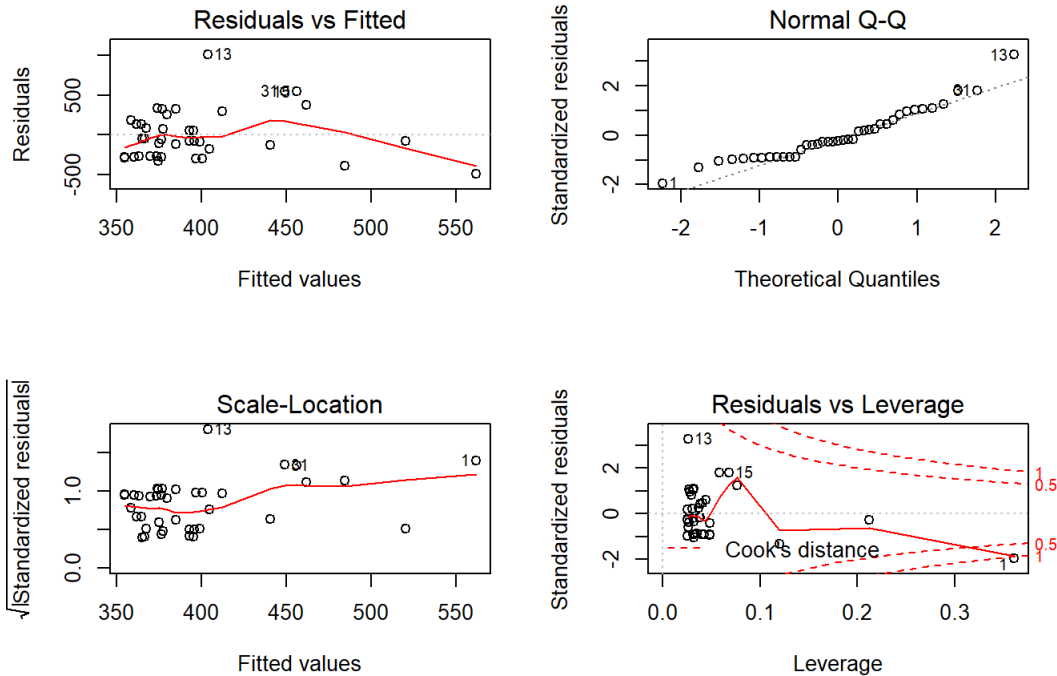 Residuals vs Fitted
Residuals
500
-500
13
31
350 400 450 500 550
Fitted values
Normal Q-Q
Standardized residuals
2
0
-2
13
31
1
-2 -1 0 1 2
Theoretical Quantiles
Scale-Location
√|Standardized residuals|
1.0
0.0
13
31
1
350 400 450 500 550
Fitted values
Residuals vs Leverage
Standardized residuals
2
0
-2
13
15
1
Cook's distance
1
0.5
0.5
1
0.0 0.1 0.2 0.3
Leverage